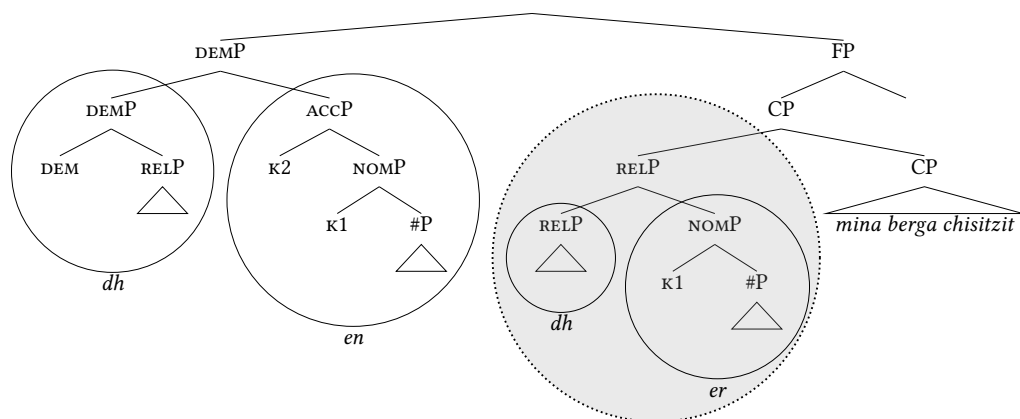 DEMP FP
DEMP ACCP CP
DEM RELP K2 NOMP RELP CP
K1 #P RELP NOMP mina berga chisitzit
dh K1 #P
en dh
er